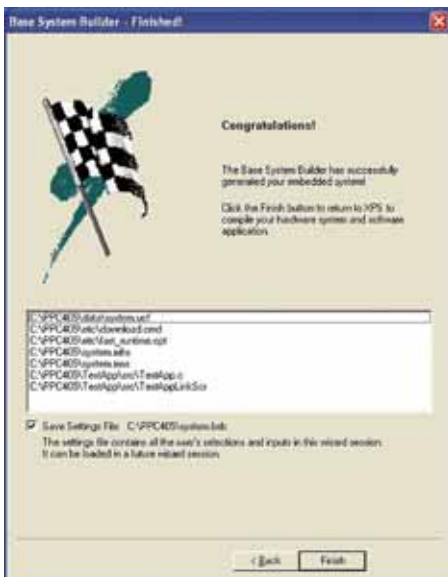 Base System Builder - Finished!
Congratulations!
The Base System Builder has successfully
generated your embedded system!
Click the Finish button to return to XPS to
compile your hardware system and software
application.
C:\PPC405\data\system.ucf
C:\PPC405\etc\download.cmd
C:\PPC405\etc\fast_runtime.opt
C:\PPC405\system.mhs
C:\PPC405\system.mss
C:\PPC405\TestApp\src\TestApp.c
C:\PPC405\TestApp\src\TestAppLinkScr
Save Settings File C:\PPC405\system.bsb
The settings file contains all the user's selections and inputs in this wizard session.
It can be loaded in a future wizard session.
< Back
Finish